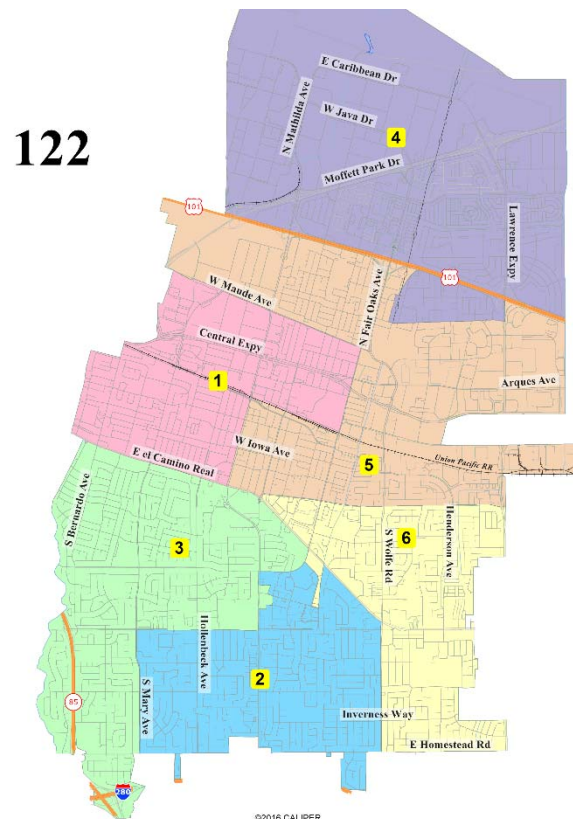 122
E Caribbean Dr
N Mathilda Ave
W Java Dr
4
Moffett Park Dr
101
Lawrence Expy
W Maude Ave
N Fair Oaks Ave
101
Central Expy
1
Arques Ave
W Iowa Ave
E el Camino Real
5
Union Pacific RR
S Bernardo Ave
3
S Wolfe Rd
6
Henderson Ave
Hollenbeck Ave
2
85
S Mary Ave
Inverness Way
E Homestead Rd
280
©2016 CALIPER